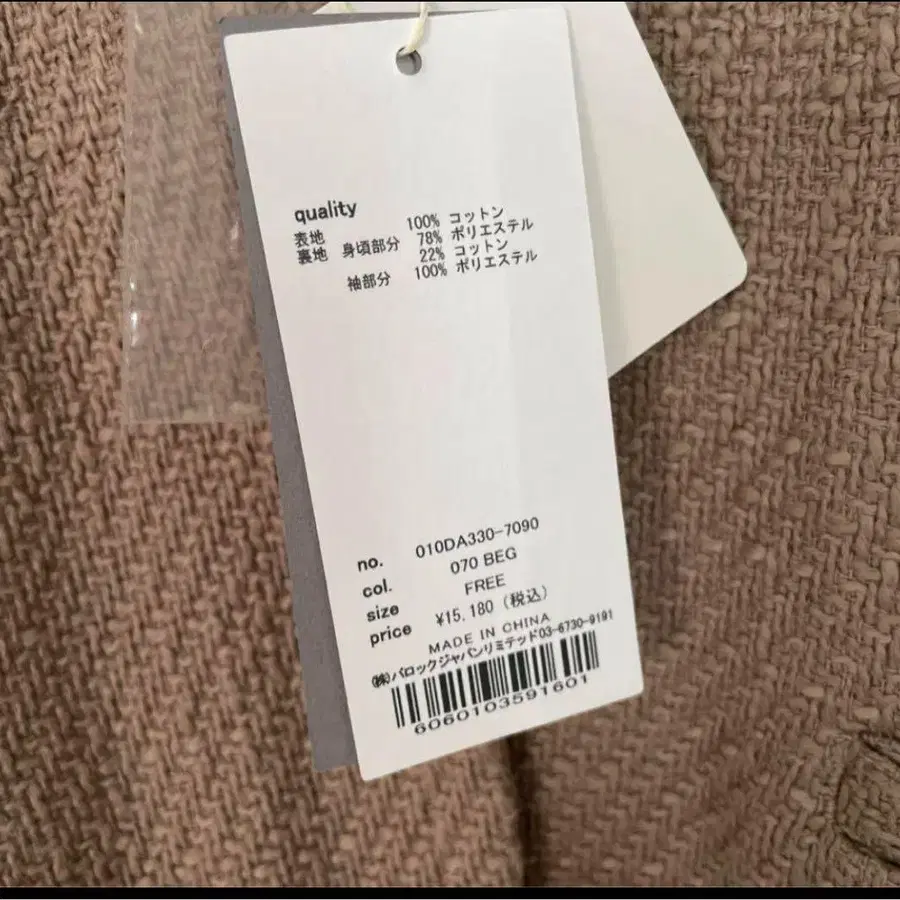 quality
表地 100% コットン
裏地 身頃部分 78% ポリエステル
22% コットン
袖部分 100% ポリエステル
no. 010DA330-7090
col. 070 BEG
size FREE
price ¥15,180 (税込)
MADE IN CHINA
㈱バロックジャパンリミテッド03-6730-9191
6060103591601